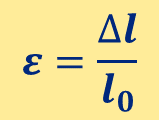 ε = Δl / l₀